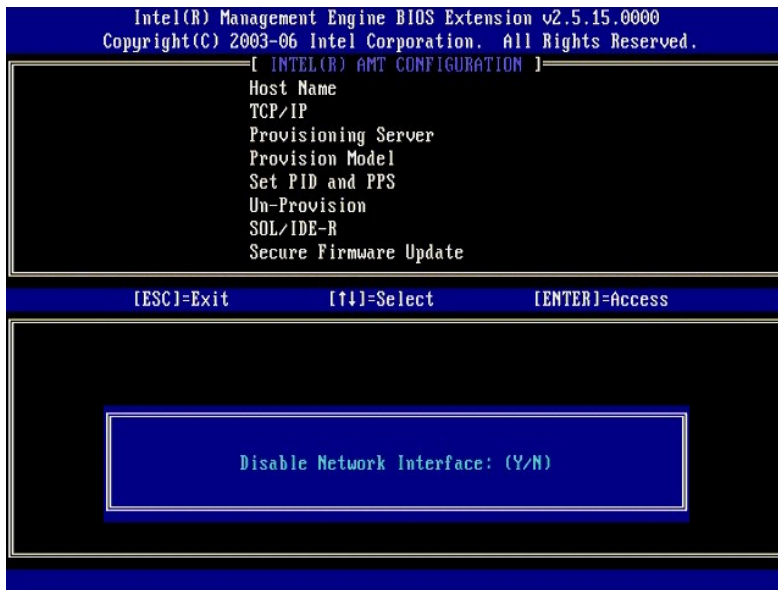 Intel(R) Management Engine BIOS Extension v2.5.15.0000
Copyright(C) 2003-06 Intel Corporation. All Rights Reserved.
[ INTEL(R) AMT CONFIGURATION ]
Host Name
TCP/IP
Provisioning Server
Provision Model
Set PID and PPS
Un-Provision
SOL/IDE-R
Secure Firmware Update
[ESC]=Exit [↑↓]=Select [ENTER]=Access
Disable Network Interface: (Y/N)